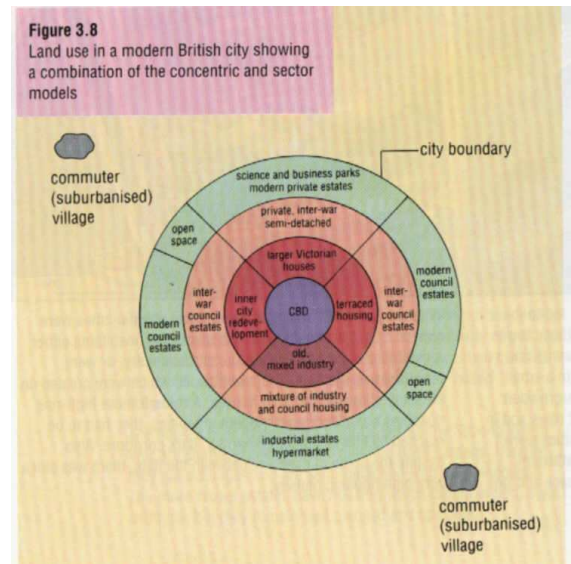 Figure 3.8
Land use in a modern British city showing
a combination of the concentric and sector
models
city boundary
commuter
(suburbanised)
village
science and business parks
modern private estates
open
space
private, inter-war
semi-detached
larger Victorian
houses
modern
council
estates
inter-
war
council
estates
inner
city
redeve-
lopment
CBD
terraced
housing
inter-
war
council
estates
modern
council
estates
old,
mixed industry
mixture of industry
and council housing
open
space
industrial estates
hypermarket
commuter
(suburbanised)
village